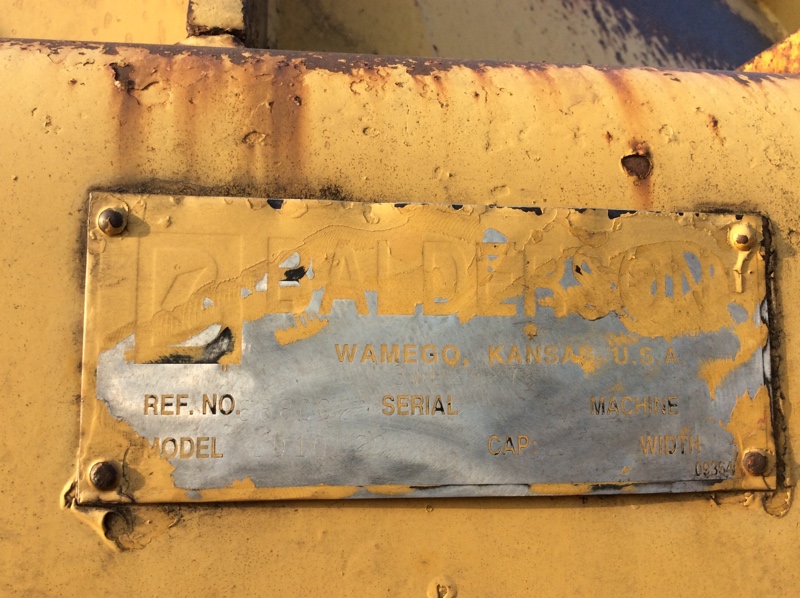 BALDERSON
WAMEGO, KANSAS U.S.A.
REF. NO. SERIAL MACHINE
MODEL CAP. WIDTH